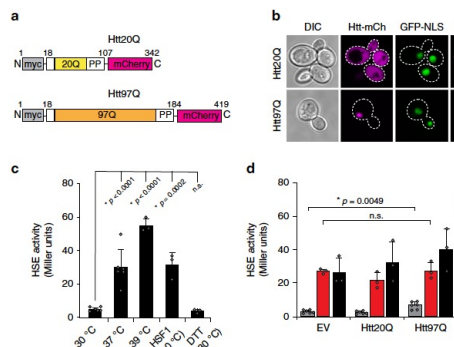 a
Htt20Q
1 18 107 342
N myc 20Q PP mCherry C
Htt97Q
1 18 184 419
N myc 97Q PP mCherry C
b
DIC Htt-mCh GFP-NLS
Htt20Q
Htt97Q
c
* p < 0.0001
* p < 0.0001
* p = 0.0002
n.s.
HSE activity
(Miller units)
80
60
40
20
0
30 °C
37 °C
39 °C
HSF1
DTT
d
* p = 0.0049
n.s.
HSE activity
(Miller units)
80
60
40
20
0
EV Htt20Q Htt97Q